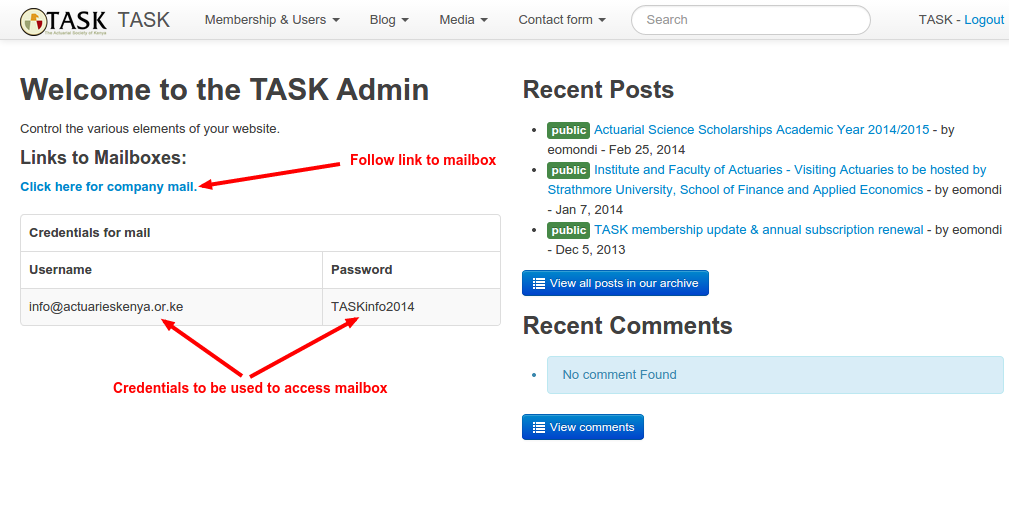 TASK
The Actuarial Society of Kenya
TASK
Membership & Users
Blog
Media
Contact form
Search
TASK - Logout
Welcome to the TASK Admin
Control the various elements of your website.
Links to Mailboxes:
Follow link to mailbox
Click here for company mail.
Credentials for mail
Username Password
info@actuarieskenya.or.ke TASKinfo2014
Credentials to be used to access mailbox
Recent Posts
public Actuarial Science Scholarships Academic Year 2014/2015 - by
eomondi - Feb 25, 2014
public Institute and Faculty of Actuaries - Visiting Actuaries to be hosted by
Strathmore University, School of Finance and Applied Economics - by eomondi
- Jan 7, 2014
public TASK membership update & annual subscription renewal - by eomondi
- Dec 5, 2013
View all posts in our archive
Recent Comments
No comment Found
View comments